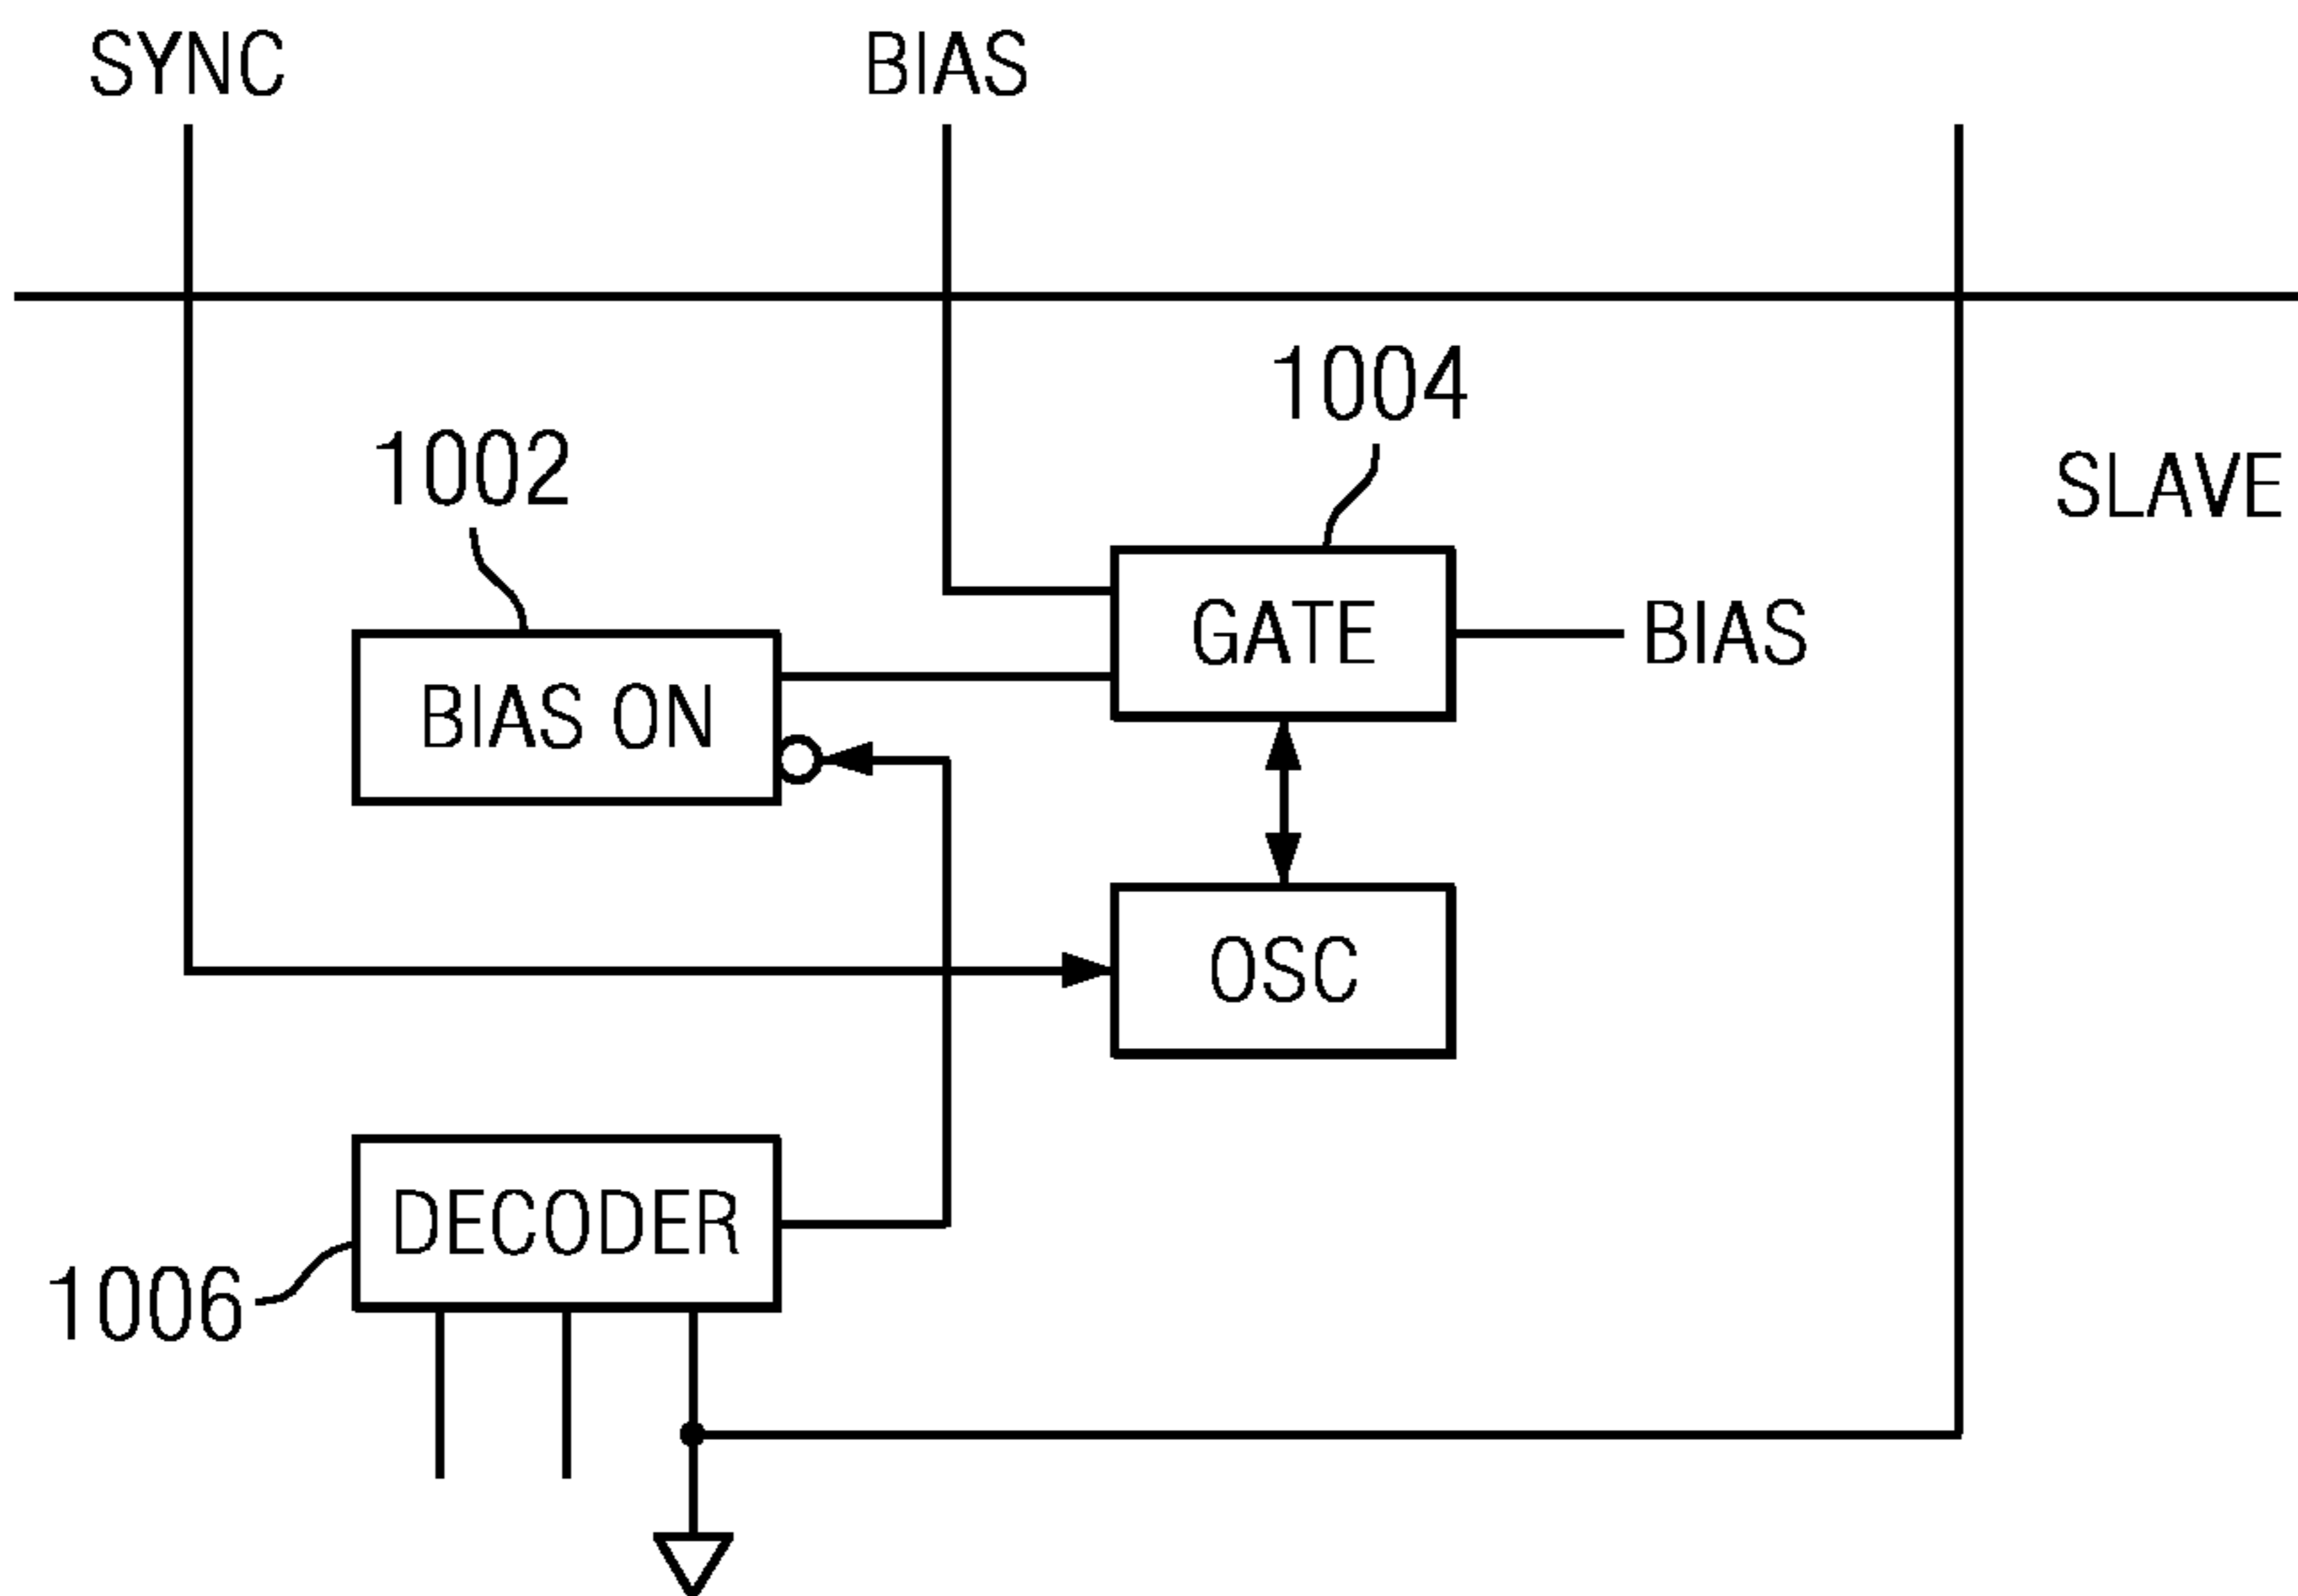 SYNC BIAS
1004
1002
SLAVE
GATE BIAS
BIAS ON
OSC
DECODER
1006